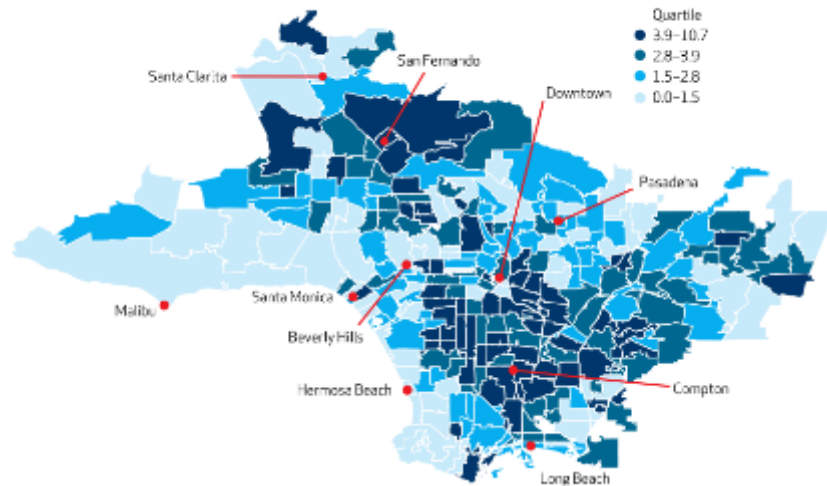 Quartile
3.9–10.7
2.8–3.9
1.5–2.8
0.0–1.5
San Fernando
Santa Clarita
Downtown
Pasadena
Santa Monica
Malibu
Beverly Hills
Hermosa Beach
Compton
Long Beach